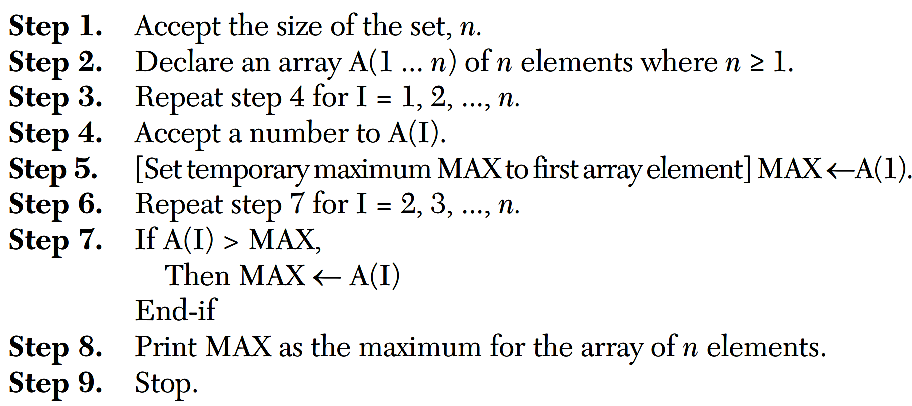 Step 1. Accept the size of the set, n.
Step 2. Declare an array A(1 ... n) of n elements where n ≥ 1.
Step 3. Repeat step 4 for I = 1, 2, ..., n.
Step 4. Accept a number to A(I).
Step 5. [Set temporary maximum MAX to first array element] MAX ← A(1).
Step 6. Repeat step 7 for I = 2, 3, ..., n.
Step 7. If A(I) > MAX,
Then MAX ← A(I)
End-if
Step 8. Print MAX as the maximum for the array of n elements.
Step 9. Stop.